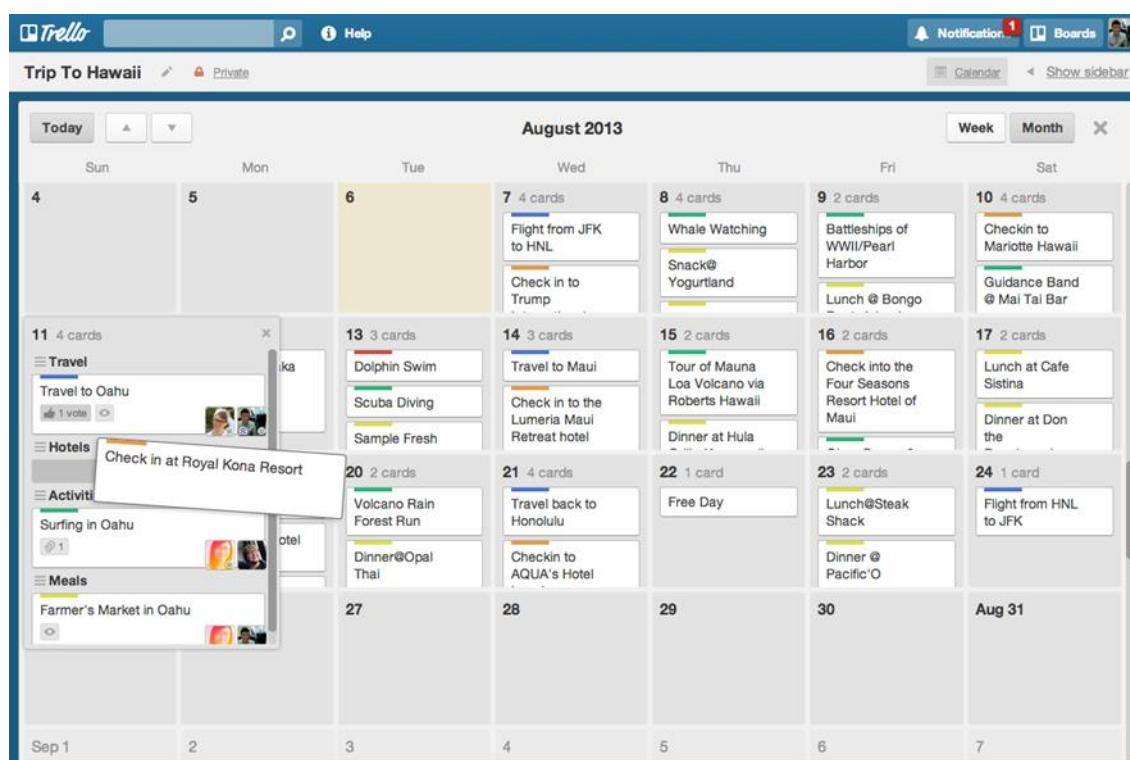 Trello
Help
Notification
1
Boards
Trip To Hawaii
Private
Calendar
Show sidebar
Today
August 2013
Week
Month
Sun
Mon
Tue
Wed
Thu
Fri
Sat
4
5
6
7 4 cards
Flight from JFK
to HNL
Check in to
Trump
8 4 cards
Whale Watching
Snack@
Yogurtland
9 2 cards
Battleships of
WWII/Pearl
Harbor
Lunch @ Bongo
10 4 cards
Checkin to
Mariotte Hawaii
Guidance Band
@ Mai Tai Bar
11 4 cards
Travel
Travel to Oahu
1 vote
Hotels
Check in at Royal Kona Resort
Activiti
Surfing in Oahu
1
Meals
Farmer's Market in Oahu
ka
otel
13 3 cards
Dolphin Swim
Scuba Diving
Sample Fresh
14 3 cards
Travel to Maui
Check in to the
Lumeria Maui
Retreat hotel
15 2 cards
Tour of Mauna
Loa Volcano via
Roberts Hawaii
Dinner at Hula
16 2 cards
Check into the
Four Seasons
Resort Hotel of
Maui
17 2 cards
Lunch at Cafe
Sistina
Dinner at Don
the
20 2 cards
Volcano Rain
Forest Run
Dinner@Opal
Thai
21 4 cards
Travel back to
Honolulu
Checkin to
AQUA's Hotel
22 1 card
Free Day
23 2 cards
Lunch@Steak
Shack
Dinner @
Pacific'O
24 1 card
Flight from HNL
to JFK
27
28
29
30
Aug 31
Sep 1
2
3
4
5
6
7